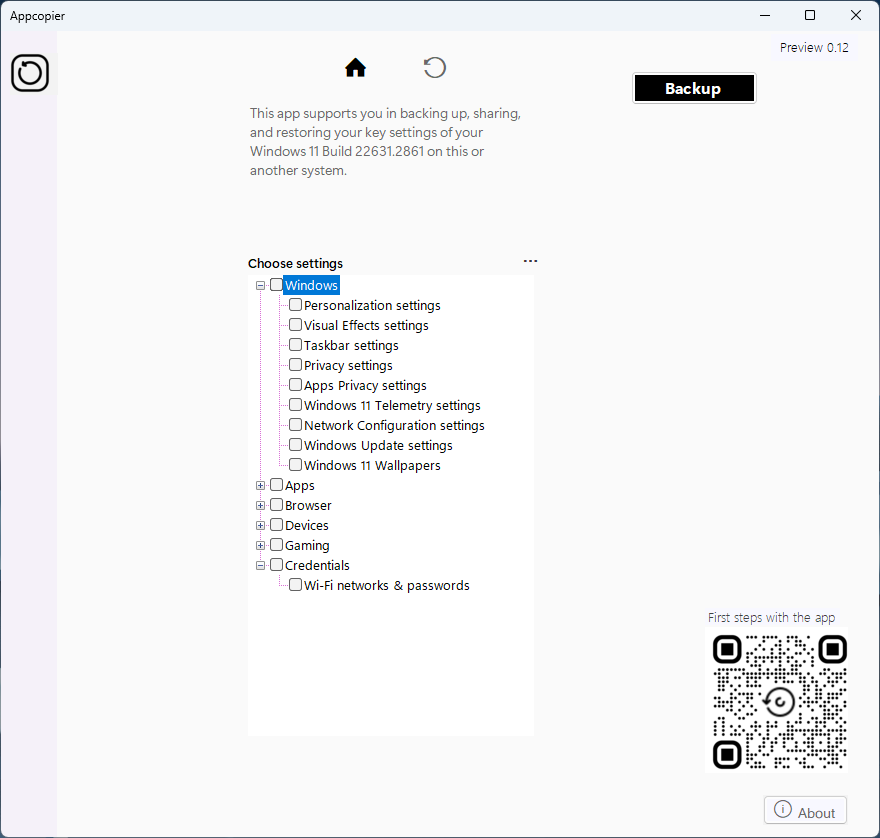 Appcopier
Preview 0.12
Backup
This app supports you in backing up, sharing,
and restoring your key settings of your
Windows 11 Build 22631.2861 on this or
another system.
Choose settings
...
Windows
Personalization settings
Visual Effects settings
Taskbar settings
Privacy settings
Apps Privacy settings
Windows 11 Telemetry settings
Network Configuration settings
Windows Update settings
Windows 11 Wallpapers
Apps
Browser
Devices
Gaming
Credentials
Wi-Fi networks & passwords
First steps with the app
About